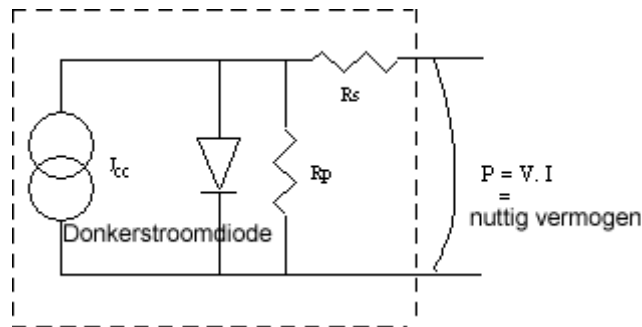 Rs
Icc
Rp
Donkerstroomdiode
P = V. I
=
nuttig vermogen